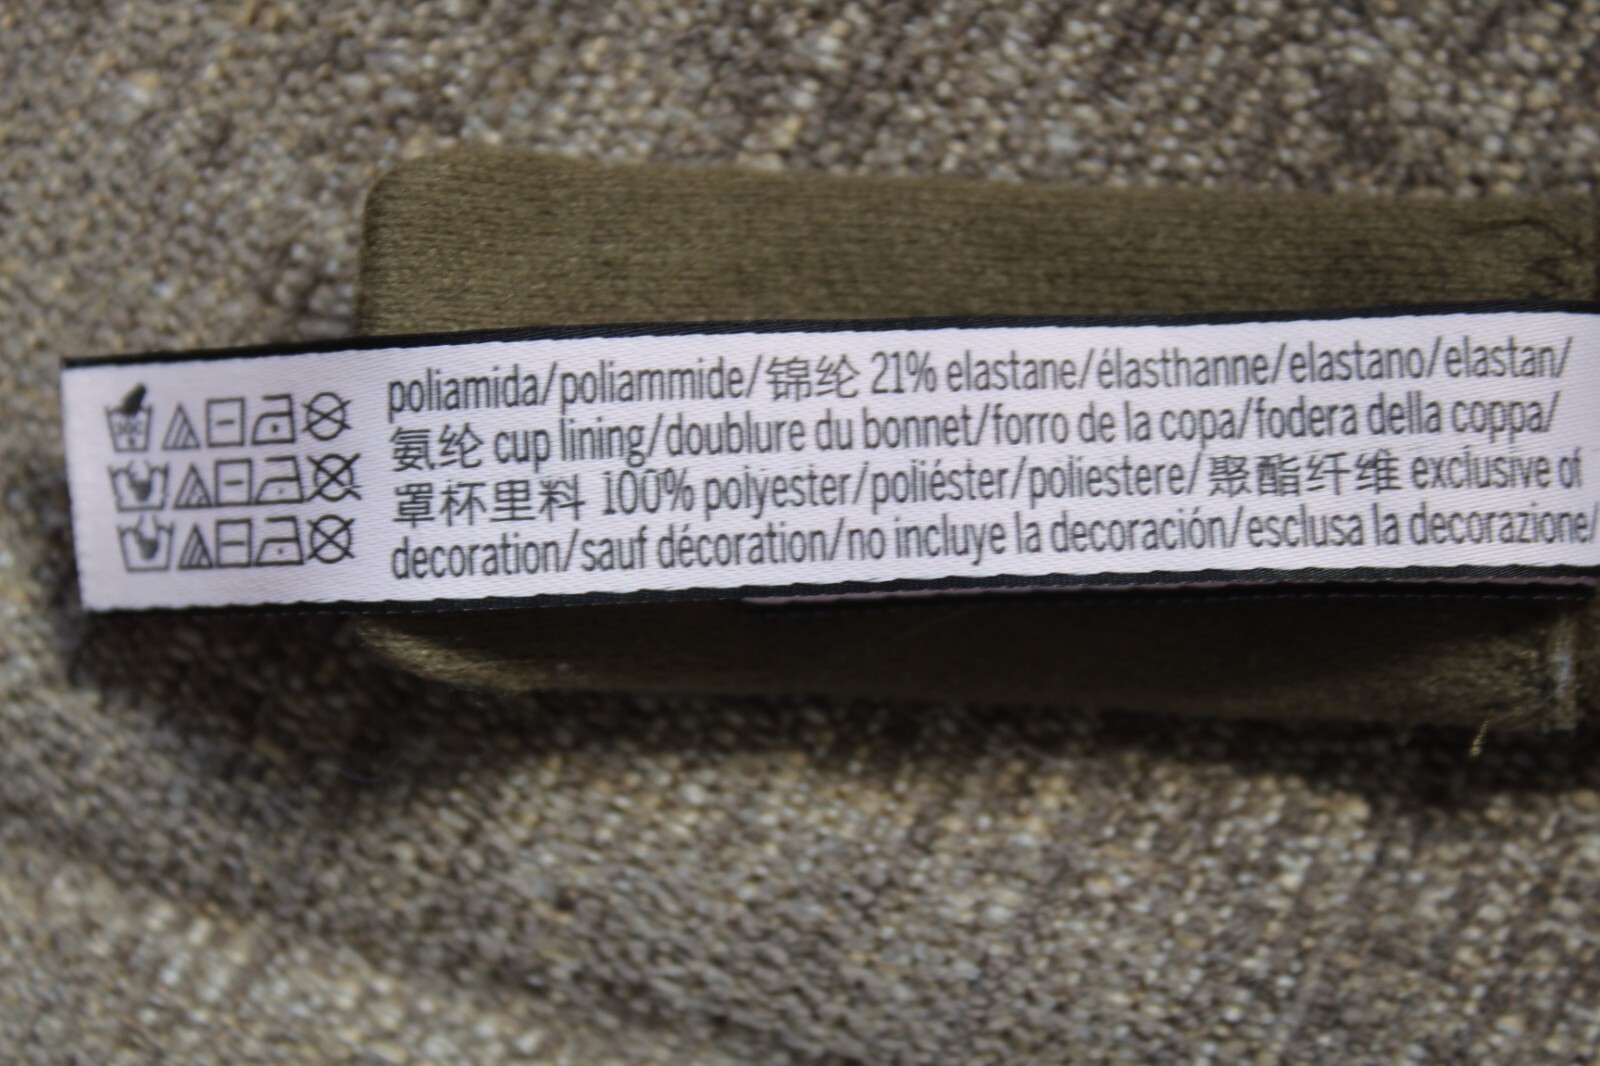 poliamida/poliammide/锦纶 21% elastane/élasthanne/elastano/elastan/
氨纶 cup lining/doublure du bonnet/forro de la copa/fodera della coppa/
罩杯里料 100% polyester/poliéster/poliestere/聚酯纤维 exclusive of
decoration/sauf décoration/no incluye la decoración/esclusa la decorazione/